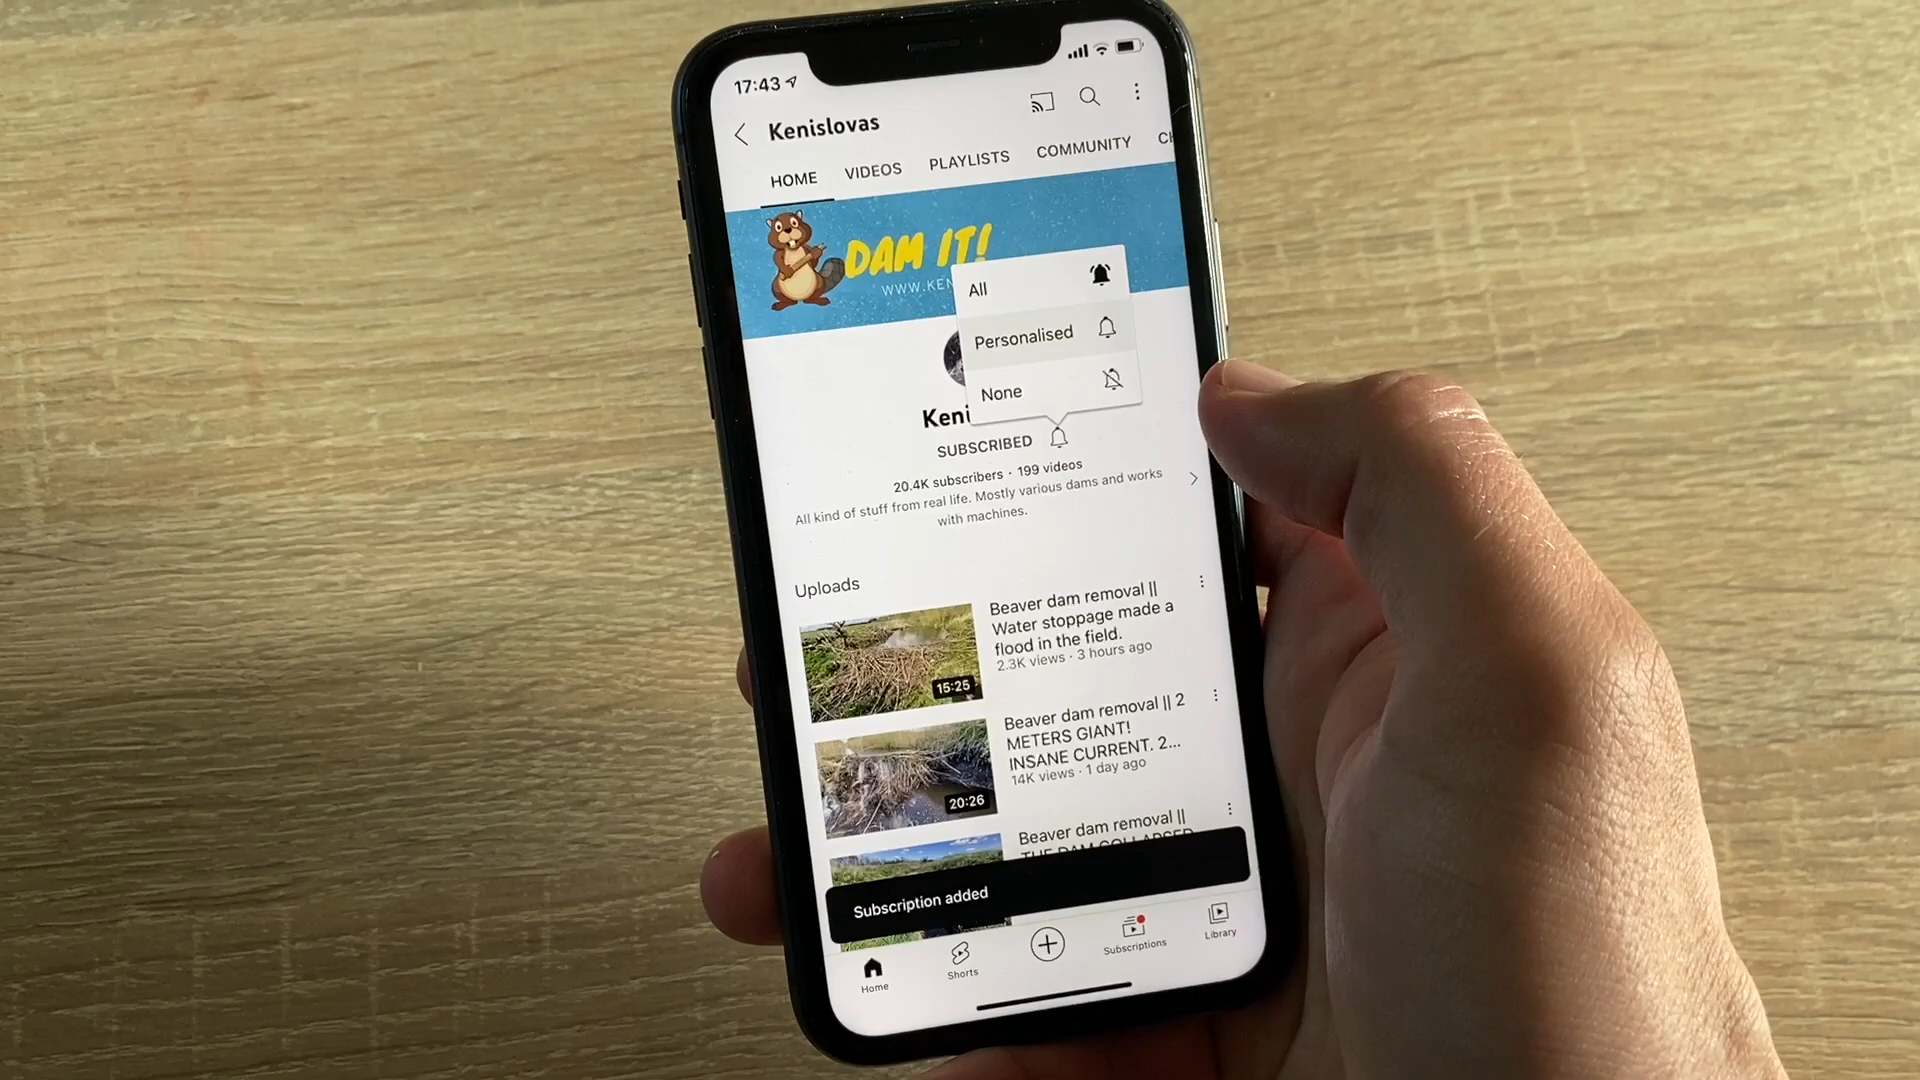 17:43
Kenislovas
HOME VIDEOS PLAYLISTS COMMUNITY
DAM IT!
All
Personalised
None
SUBSCRIBED
20.4K subscribers · 199 videos
All kind of stuff from real life. Mostly various dams and works
with machines.
Uploads
Beaver dam removal ||
Water stoppage made a
flood in the field.
2.3K views · 3 hours ago
15:25
Beaver dam removal || 2
METERS GIANT!
INSANE CURRENT. 2...
14K views · 1 day ago
20:26
Beaver dam removal ||
THE DAM COLLAPSED
Subscription added
Home
Shorts
Subscriptions
Library